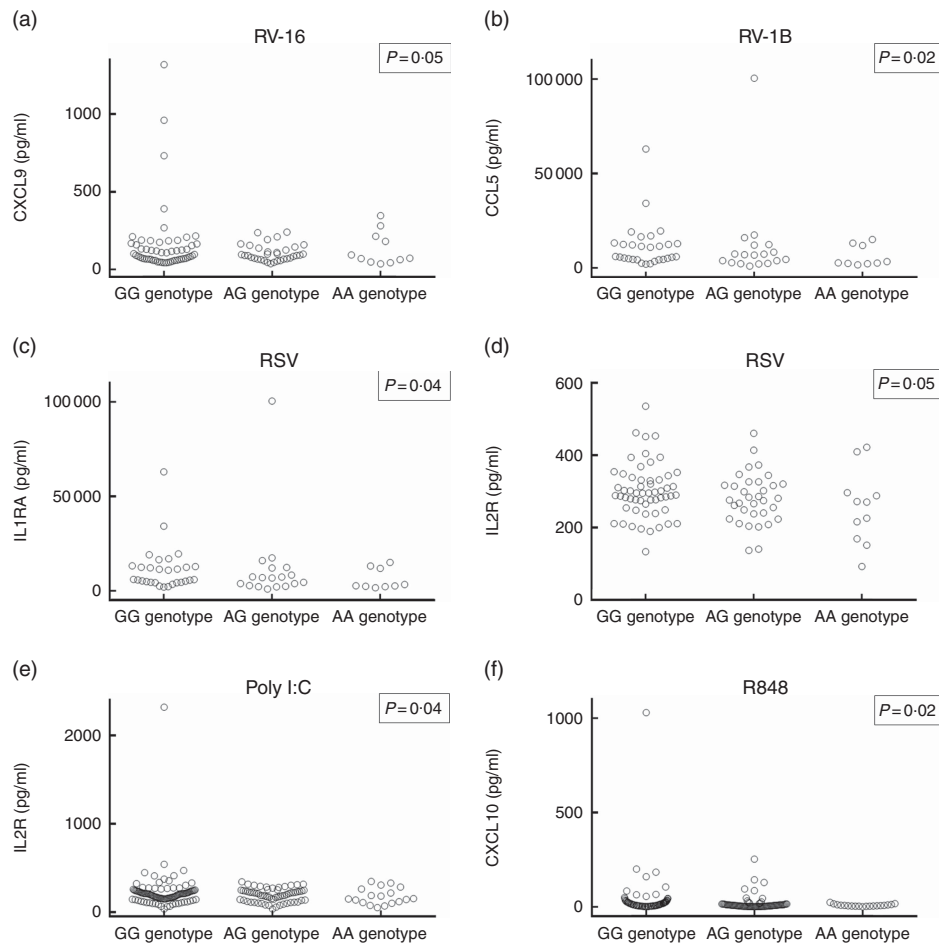 (a)
RV-16
P = 0·05
CXCL9 (pg/ml)
1000
500
0
GG genotype AG genotype AA genotype
(b)
RV-1B
P = 0·02
CCL5 (pg/ml)
100 000
50 000
0
GG genotype AG genotype AA genotype
(c)
RSV
P = 0·04
IL1RA (pg/ml)
100 000
50 000
0
GG genotype AG genotype AA genotype
(d)
RSV
P = 0·05
IL2R (pg/ml)
600
400
200
0
GG genotype AG genotype AA genotype
(e)
Poly I:C
P = 0·04
IL2R (pg/ml)
2000
1000
0
GG genotype AG genotype AA genotype
(f)
R848
P = 0·02
CXCL10 (pg/ml)
1000
500
0
GG genotype AG genotype AA genotype